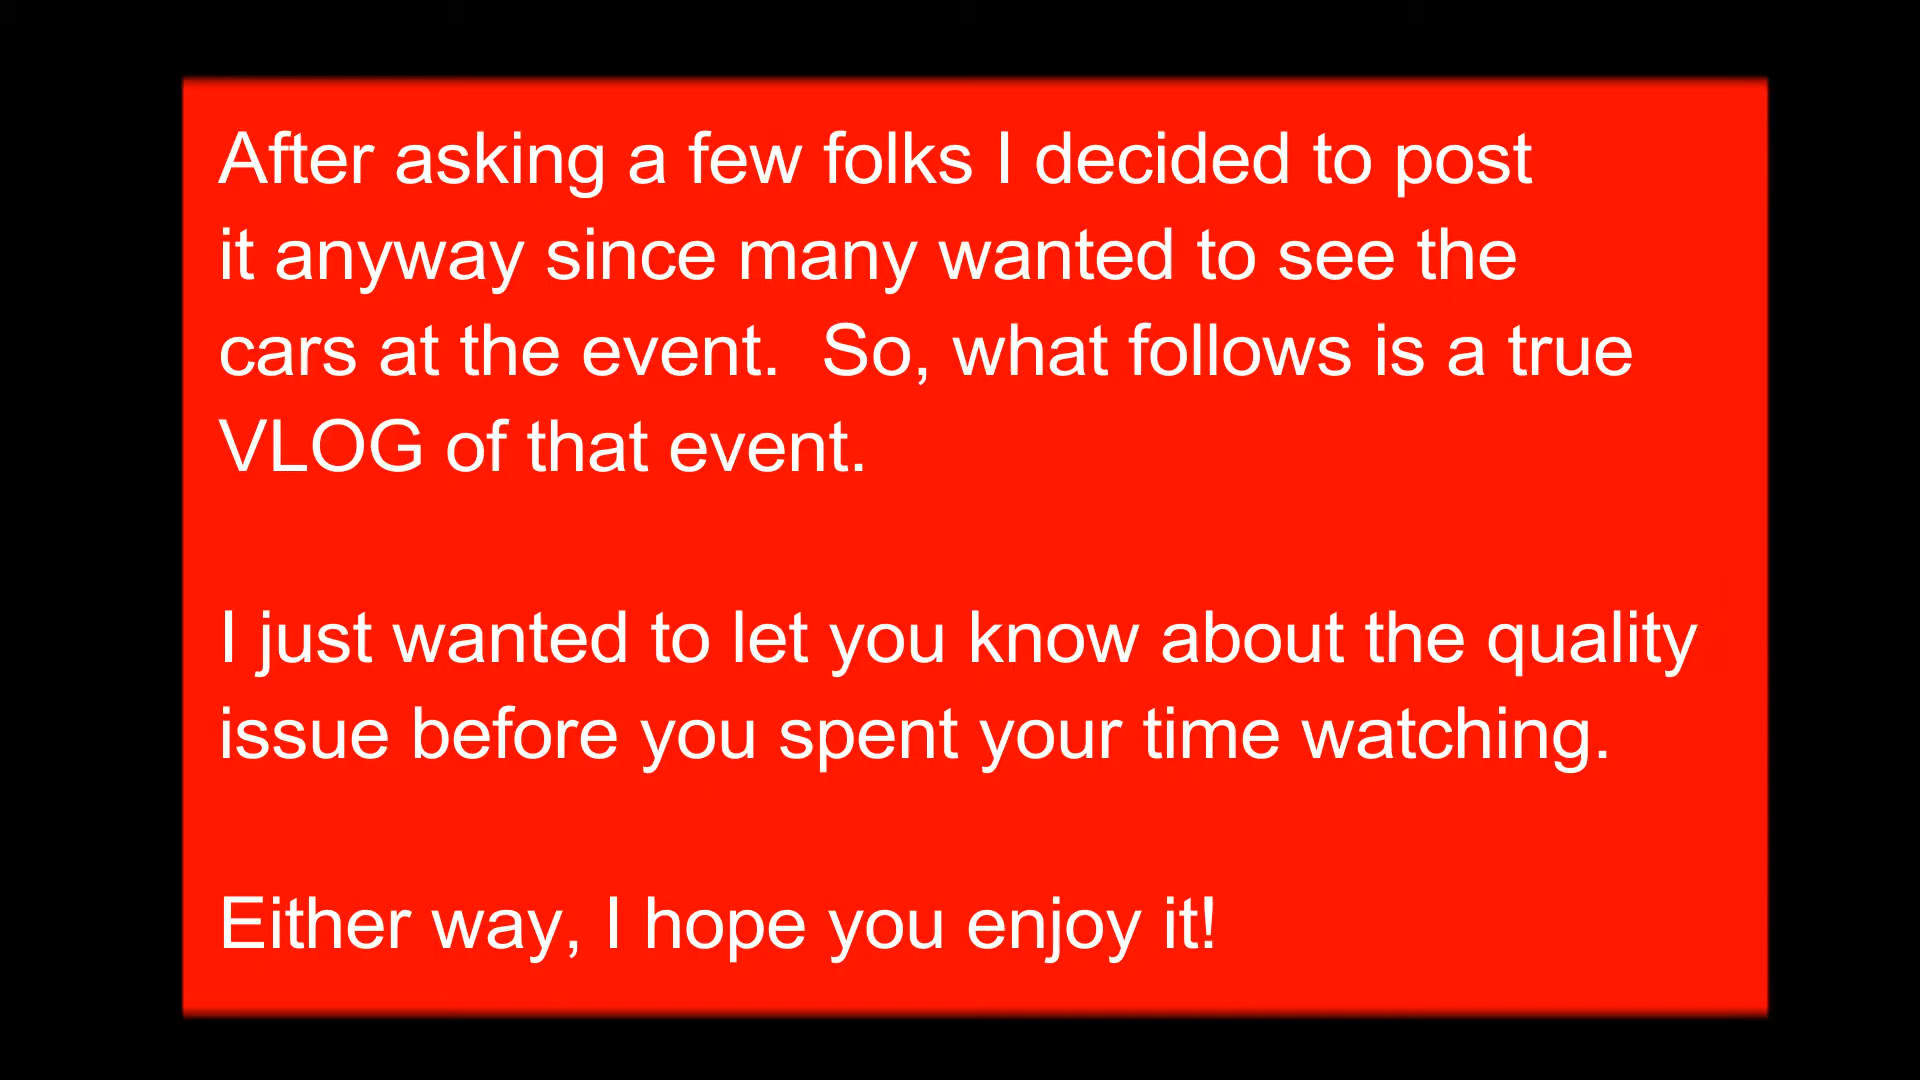 After asking a few folks I decided to post
it anyway since many wanted to see the
cars at the event.  So, what follows is a true
VLOG of that event.
I just wanted to let you know about the quality
issue before you spent your time watching.
Either way, I hope you enjoy it!